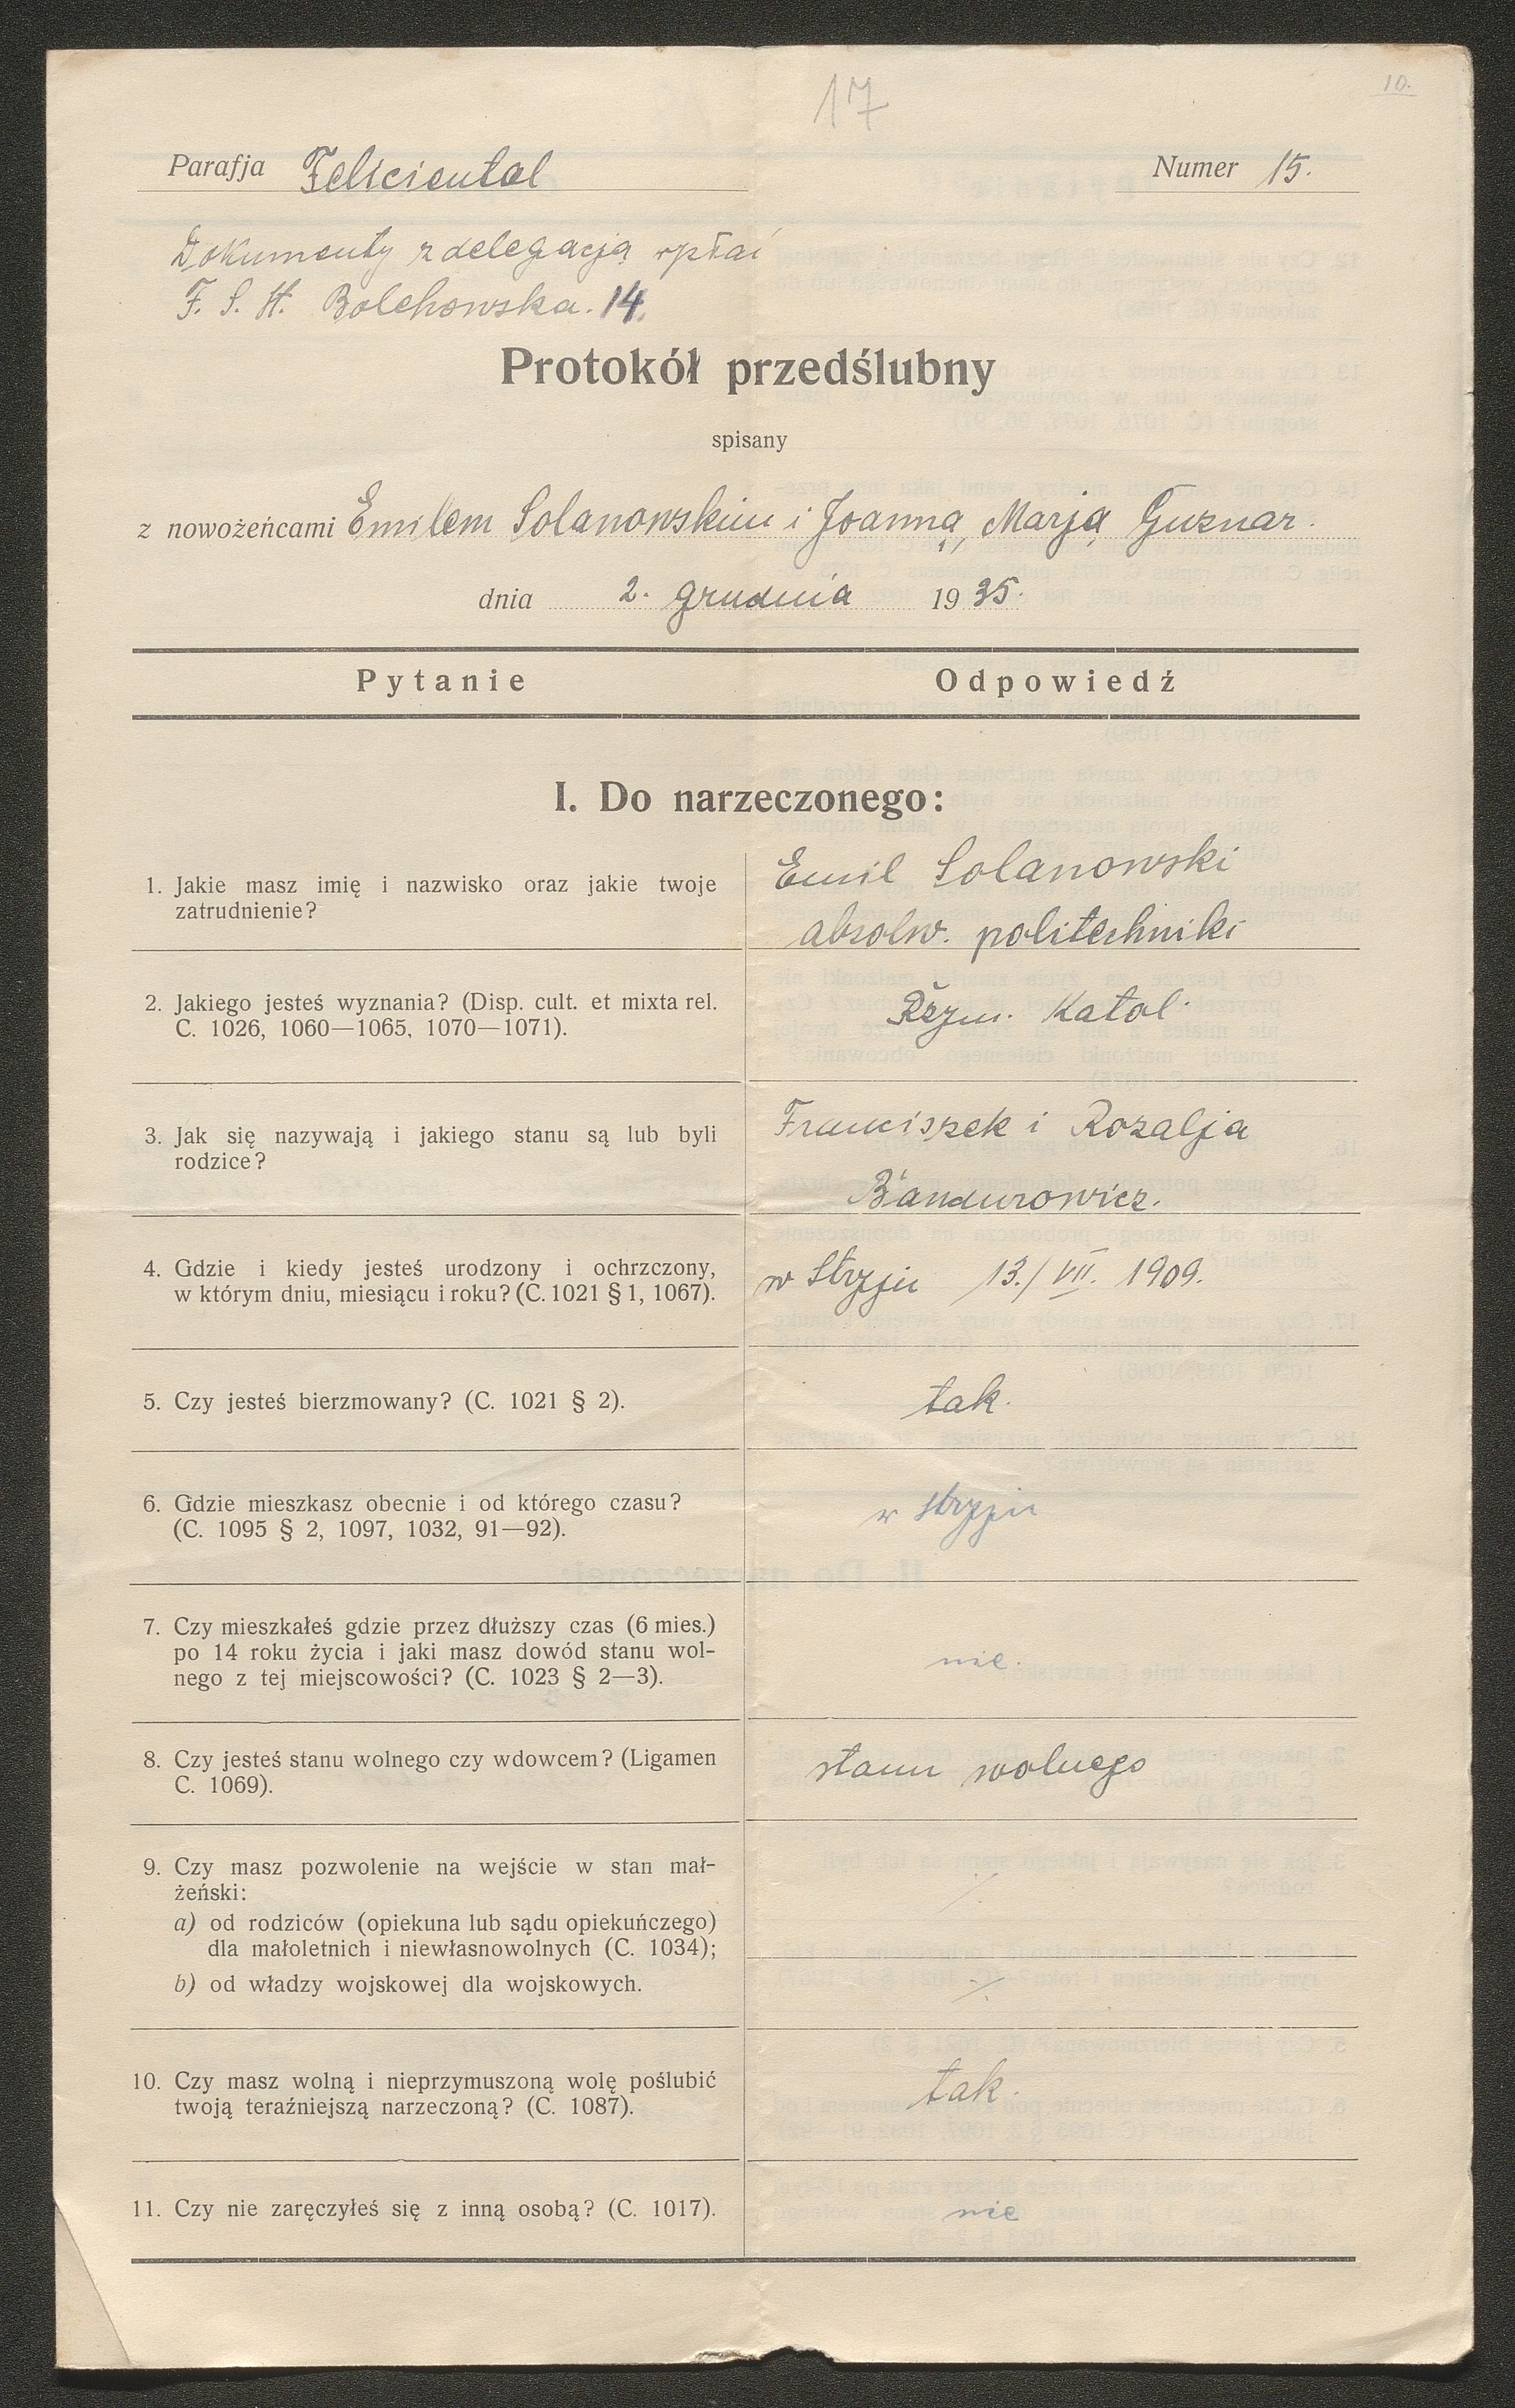 17
10.
Parafja Feliciental
Numer 15.
Dokumenty z delegacją
F. S. H. Bolechowska. 14.
Protokół przedślubny
spisany
z nowożeńcami Emilem Solanowskim i Joanną, Marją Guznar.
dnia 2. grudnia 1935.
Pytanie
Odpowiedź
I. Do narzeczonego:
1. Jakie masz imię i nazwisko oraz jakie twoje
zatrudnienie?
Emil Solanowski
absolw. politechniki
2. Jakiego jesteś wyznania? (Disp. cult. et mixta rel.
C. 1026, 1060—1065, 1070—1071).
Rzym. Katol.
3. Jak się nazywają i jakiego stanu są lub byli
rodzice?
Franciszek i Rozalja
Bandurowicz.
4. Gdzie i kiedy jesteś urodzony i ochrzczony,
w którym dniu, miesiącu i roku? (C. 1021 § 1, 1067).
w Stryju 13./VII. 1909.
5. Czy jesteś bierzmowany? (C. 1021 § 2).
tak.
6. Gdzie mieszkasz obecnie i od którego czasu?
(C. 1095 § 2, 1097, 1032, 91—92).
w Stryju
7. Czy mieszkałeś gdzie przez dłuższy czas (6 mies.)
po 14 roku życia i jaki masz dowód stanu wol-
nego z tej miejscowości? (C. 1023 § 2—3).
nie.
8. Czy jesteś stanu wolnego czy wdowcem? (Ligamen
C. 1069).
stanu wolnego
9. Czy masz pozwolenie na wejście w stan mał-
żeński:
a) od rodziców (opiekuna lub sądu opiekuńczego)
dla małoletnich i niewłasnowolnych (C. 1034);
b) od władzy wojskowej dla wojskowych.
10. Czy masz wolną i nieprzymuszoną wolę poślubić
twoją teraźniejszą narzeczoną? (C. 1087).
tak.
11. Czy nie zaręczyłeś się z inną osobą? (C. 1017).
nie